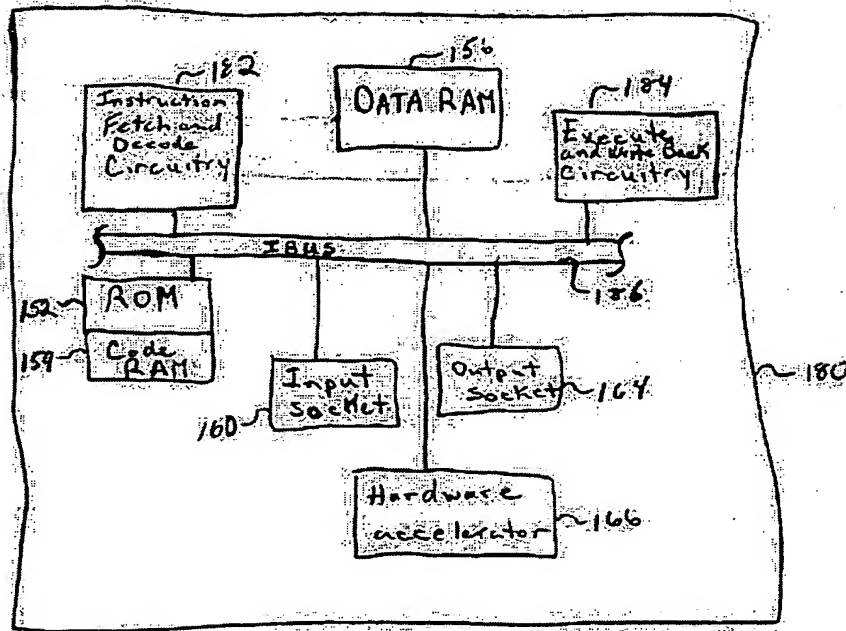 182
Instruction
Fetch and
Decode
Circuitry
156
DATA RAM
184
Execute
and Write Back
Circuitry
IBUS
186
152
ROM
159
Code
RAM
160
Input
Socket
Output
Socket
164
180
Hardware
accelerator
166